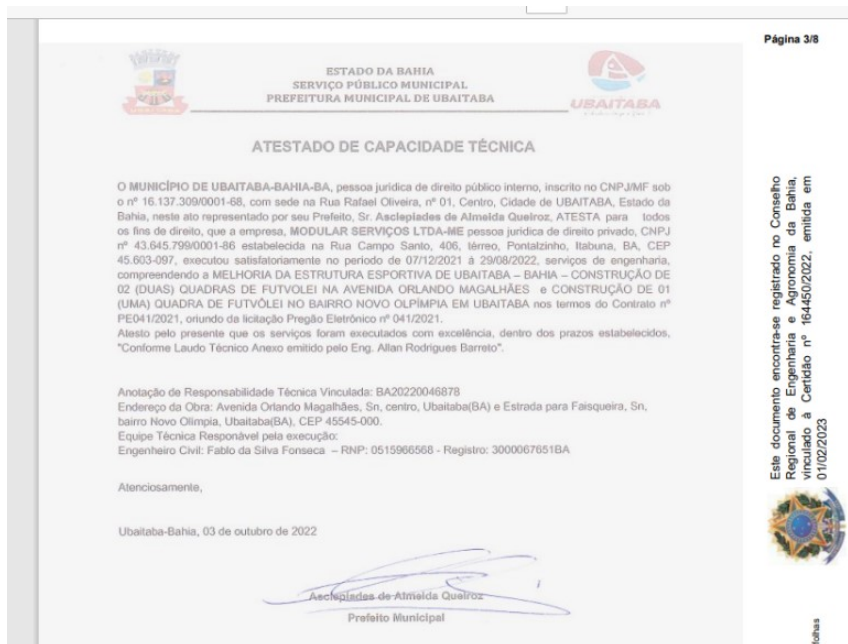 Página 3/8
ESTADO DA BAHIA
SERVIÇO PÚBLICO MUNICIPAL
PREFEITURA MUNICIPAL DE UBAITABA
UBAITABA
ATESTADO DE CAPACIDADE TÉCNICA
O MUNICÍPIO DE UBAITABA-BAHIA-BA, pessoa jurídica de direito público interno, inscrito no CNPJ/MF sob
o nº 16.137.309/0001-68, com sede na Rua Rafael Oliveira, nº 01, Centro, Cidade de UBAITABA, Estado da
Bahia, neste ato representado por seu Prefeito, Sr. Asclepiades de Almeida Queiroz, ATESTA para todos
os fins de direito, que a empresa, MODULAR SERVIÇOS LTDA-ME pessoa jurídica de direito privado, CNPJ
nº 43.645.799/0001-86 estabelecida na Rua Campo Santo, 406, térreo, Pontalzinho, Itabuna, BA, CEP
45.603-097, executou satisfatoriamente no período de 07/12/2021 á 29/08/2022, serviços de engenharia,
compreendendo a MELHORIA DA ESTRUTURA ESPORTIVA DE UBAITABA – BAHIA – CONSTRUÇÃO DE
02 (DUAS) QUADRAS DE FUTVOLEI NA AVENIDA ORLANDO MAGALHÃES e CONSTRUÇÃO DE 01
(UMA) QUADRA DE FUTVÔLEI NO BAIRRO NOVO OLPÍMPIA EM UBAITABA nos termos do Contrato nº
PE041/2021, oriundo da licitação Pregão Eletrônico nº 041/2021.
Atesto pelo presente que os serviços foram executados com excelência, dentro dos prazos estabelecidos,
"Conforme Laudo Técnico Anexo emitido pelo Eng. Allan Rodrigues Barreto".
Anotação de Responsabilidade Técnica Vinculada: BA20220046878
Endereço da Obra: Avenida Orlando Magalhães, Sn, centro, Ubaitaba(BA) e Estrada para Faisqueira, Sn,
bairro Novo Olimpia, Ubaitaba(BA), CEP 45545-000.
Equipe Técnica Responável pela execução:
Engenheiro Civil: Fablo da Silva Fonseca – RNP: 0515966568 - Registro: 3000067651BA
Atenciosamente,
Ubaitaba-Bahia, 03 de outubro de 2022
Asclepiades de Almeida Queiroz
Prefeito Municipal
Este documento encontra-se registrado no Conselho
Regional de Engenharia e Agronomia da Bahia,
vinculado à Certidão nº 164450/2022, emitida em
01/02/2023
folhas